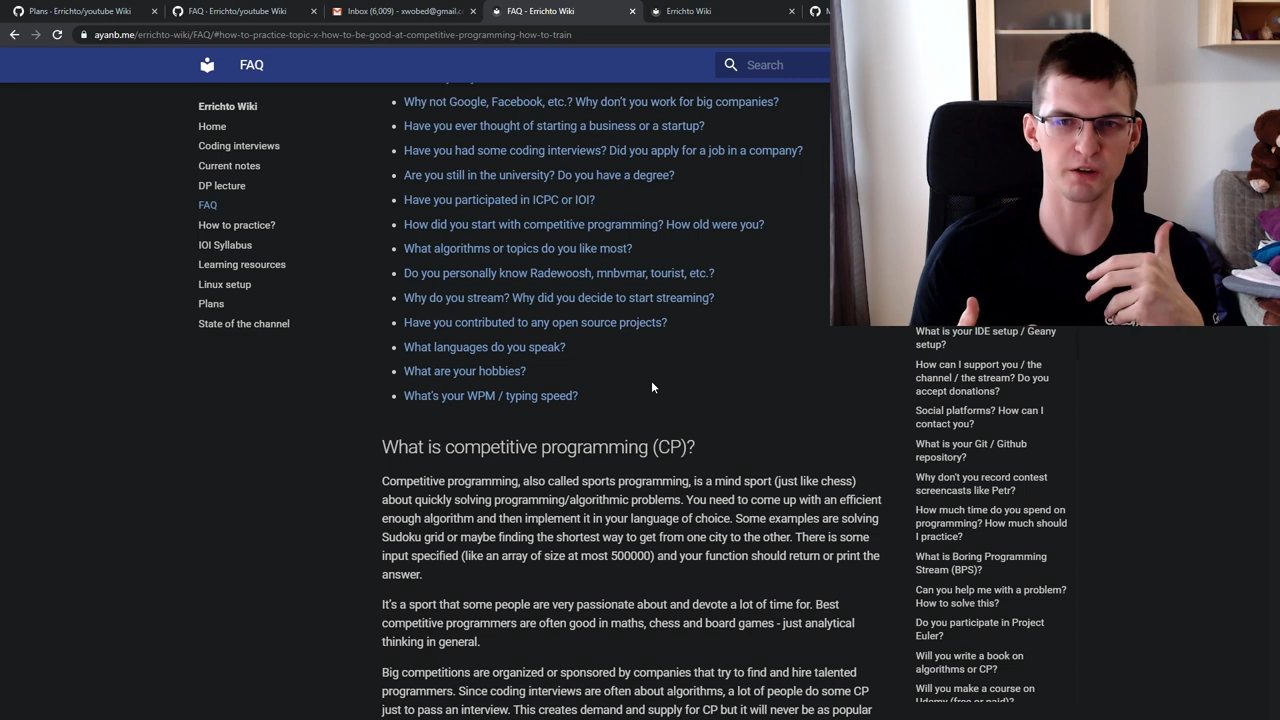 Plans - Errichto/youtube Wiki
FAQ - Errichto/youtube Wiki
Inbox (6,009) - xwobed@gmail.c
FAQ - Errichto Wiki
Errichto Wiki
ayanb.me/errichto-wiki/FAQ/#how-to-practice-topic-x-how-to-be-good-at-competitive-programming-how-to-train
FAQ
Search
Errichto Wiki
Home
Coding interviews
Current notes
DP lecture
FAQ
How to practice?
IOI Syllabus
Learning resources
Linux setup
Plans
State of the channel
Why not Google, Facebook, etc.? Why don't you work for big companies?
Have you ever thought of starting a business or a startup?
Have you had some coding interviews? Did you apply for a job in a company?
Are you still in the university? Do you have a degree?
Have you participated in ICPC or IOI?
How did you start with competitive programming? How old were you?
What algorithms or topics do you like most?
Do you personally know Radewoosh, mnbvmar, tourist, etc.?
Why do you stream? Why did you decide to start streaming?
Have you contributed to any open source projects?
What languages do you speak?
What are your hobbies?
What's your WPM / typing speed?
What is competitive programming (CP)?
Competitive programming, also called sports programming, is a mind sport (just like chess)
about quickly solving programming/algorithmic problems. You need to come up with an efficient
enough algorithm and then implement it in your language of choice. Some examples are solving
Sudoku grid or maybe finding the shortest way to get from one city to the other. There is some
input specified (like an array of size at most 500000) and your function should return or print the
answer.
It's a sport that some people are very passionate about and devote a lot of time for. Best
competitive programmers are often good in maths, chess and board games - just analytical
thinking in general.
Big competitions are organized or sponsored by companies that try to find and hire talented
programmers. Since coding interviews are often about algorithms, a lot of people do some CP
just to pass an interview. This creates demand and supply for CP but it will never be as popular
What is your IDE setup / Geany
setup?
How can I support you / the
channel / the stream? Do you
accept donations?
Social platforms? How can I
contact you?
What is your Git / Github
repository?
Why don't you record contest
screencasts like Petr?
How much time do you spend on
programming? How much should
I practice?
What is Boring Programming
Stream (BPS)?
Can you help me with a problem?
How to solve this?
Do you participate in Project
Euler?
Will you write a book on
algorithms or CP?
Will you make a course on
Udemy (free or paid)?